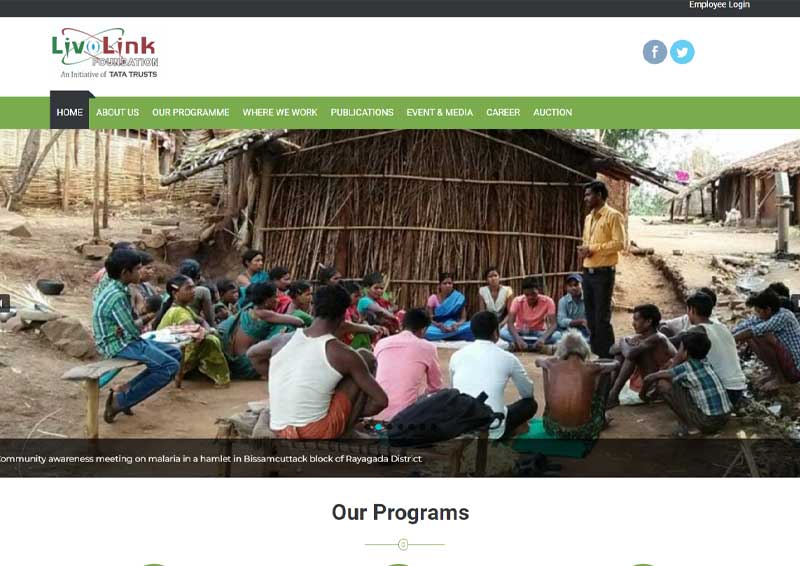 Employee Login
LivoLink
FOUNDATION
An Initiative of TATA TRUSTS
HOME ABOUT US OUR PROGRAMME WHERE WE WORK PUBLICATIONS EVENT & MEDIA CAREER AUCTION
ommunity awareness meeting on malaria in a hamlet in Bissamcuttack block of Rayagada District
Our Programs